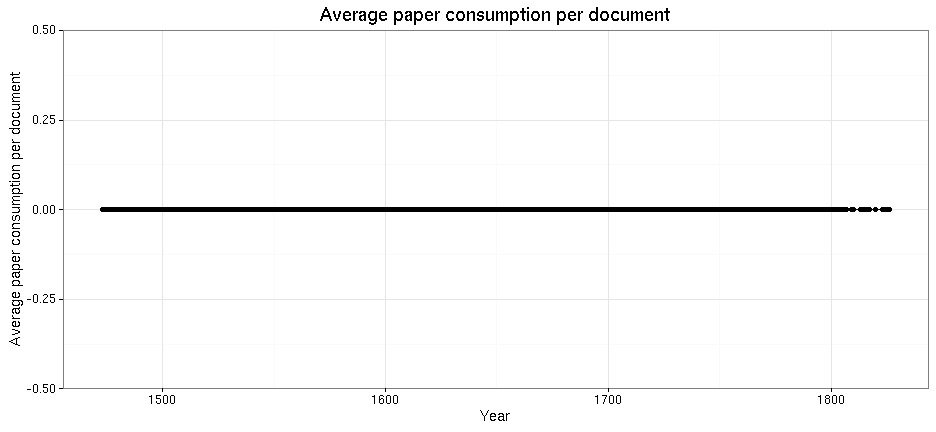 Average paper consumption per document
Average paper consumption per document
0.50
0.25
0.00
-0.25
-0.50
1500 1600 1700 1800
Year